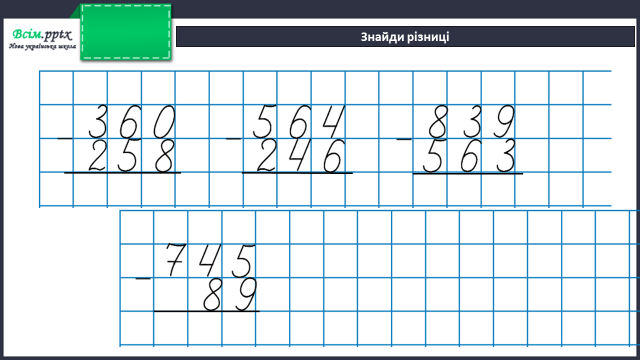 Всім.pptx
Нова українська школа
Знайди різниці
360 564 839
- - -
258 246 563
745
-
89